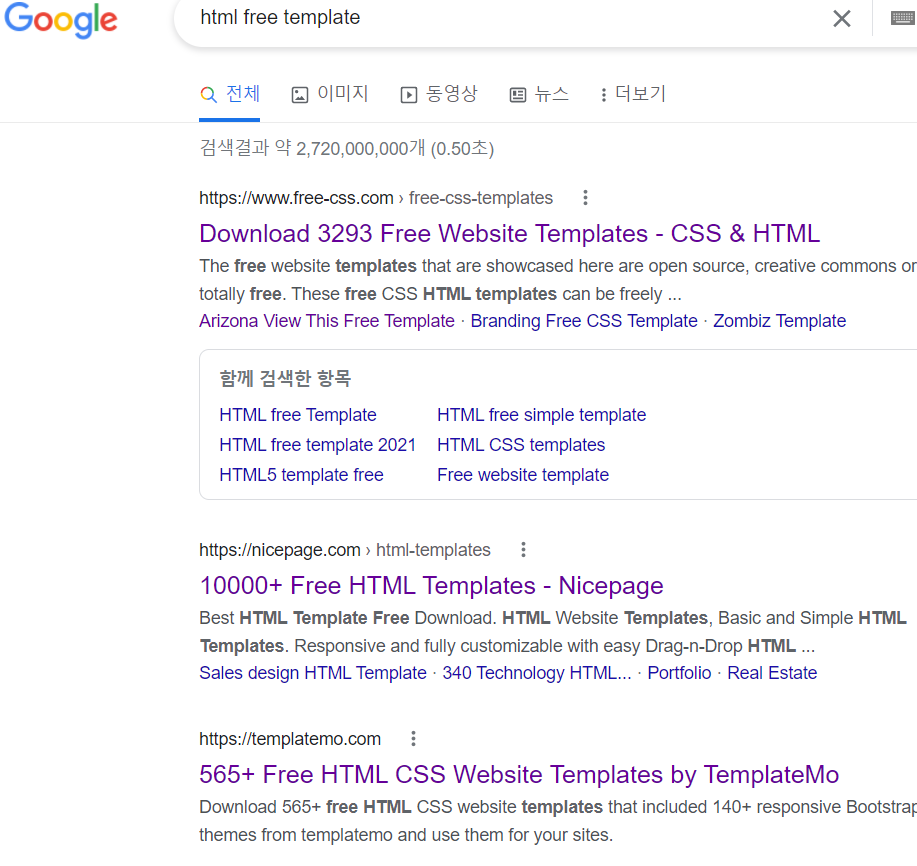 Google
html free template
전체 이미지 동영상 뉴스 더보기
검색결과 약 2,720,000,000개 (0.50초)
https://www.free-css.com › free-css-templates
Download 3293 Free Website Templates - CSS & HTML
The free website templates that are showcased here are open source, creative commons or
totally free. These free CSS HTML templates can be freely ...
Arizona View This Free Template · Branding Free CSS Template · Zombiz Template
함께 검색한 항목
HTML free Template HTML free simple template
HTML free template 2021 HTML CSS templates
HTML5 template free Free website template
https://nicepage.com › html-templates
10000+ Free HTML Templates - Nicepage
Best HTML Template Free Download. HTML Website Templates, Basic and Simple HTML
Templates. Responsive and fully customizable with easy Drag-n-Drop HTML ...
Sales design HTML Template · 340 Technology HTML... · Portfolio · Real Estate
https://templatemo.com
565+ Free HTML CSS Website Templates by TemplateMo
Download 565+ free HTML CSS website templates that included 140+ responsive Bootstrap
themes from templatemo and use them for your sites.